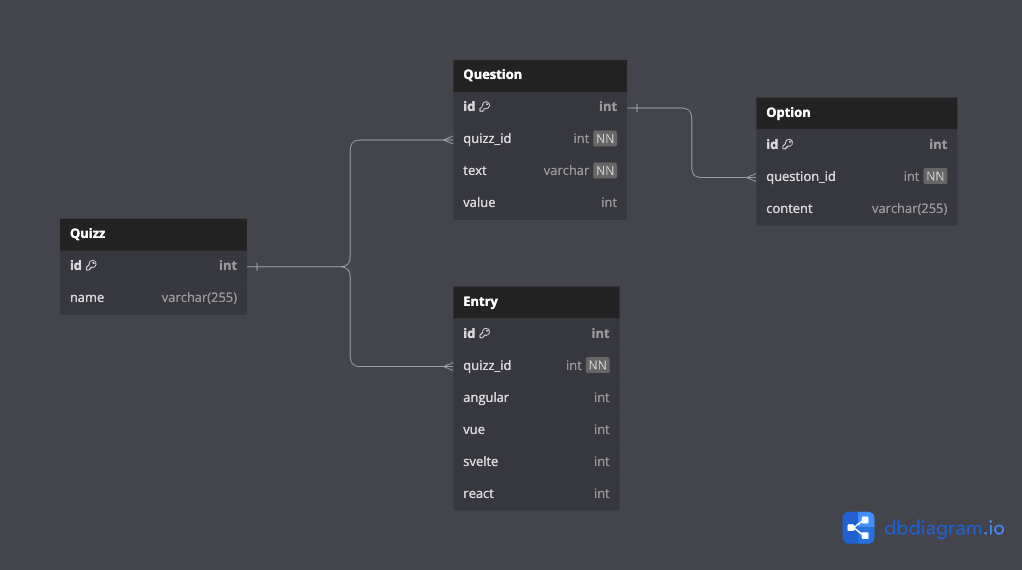 Question
id int
quizz_id int NN
text varchar NN
value int
Option
id int
question_id int NN
content varchar(255)
Quizz
id int
name varchar(255)
Entry
id int
quizz_id int NN
angular int
vue int
svelte int
react int
dbdiagram.io